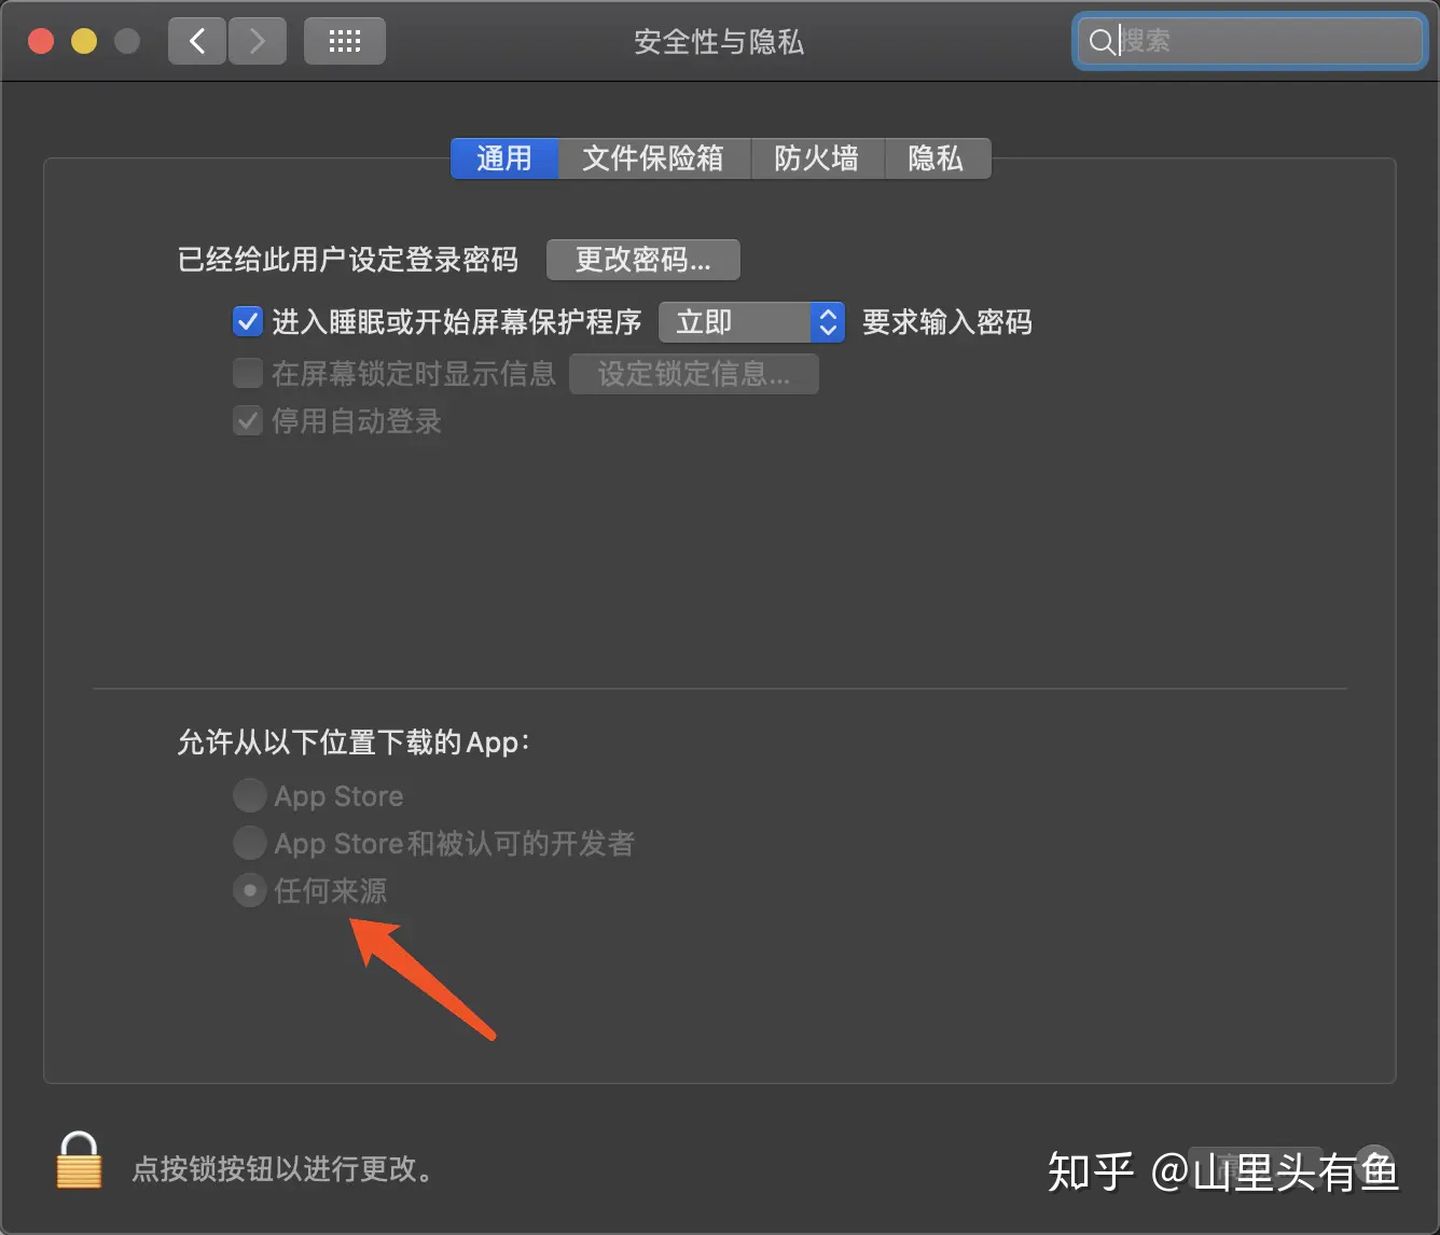 安全性与隐私
搜索
通用 文件保险箱 防火墙 隐私
已经给此用户设定登录密码 更改密码...
进入睡眠或开始屏幕保护程序 立即 要求输入密码
在屏幕锁定时显示信息 设定锁定信息...
停用自动登录
允许从以下位置下载的App：
App Store
App Store和被认可的开发者
任何来源
点按锁按钮以进行更改。
知乎 @山里头有鱼